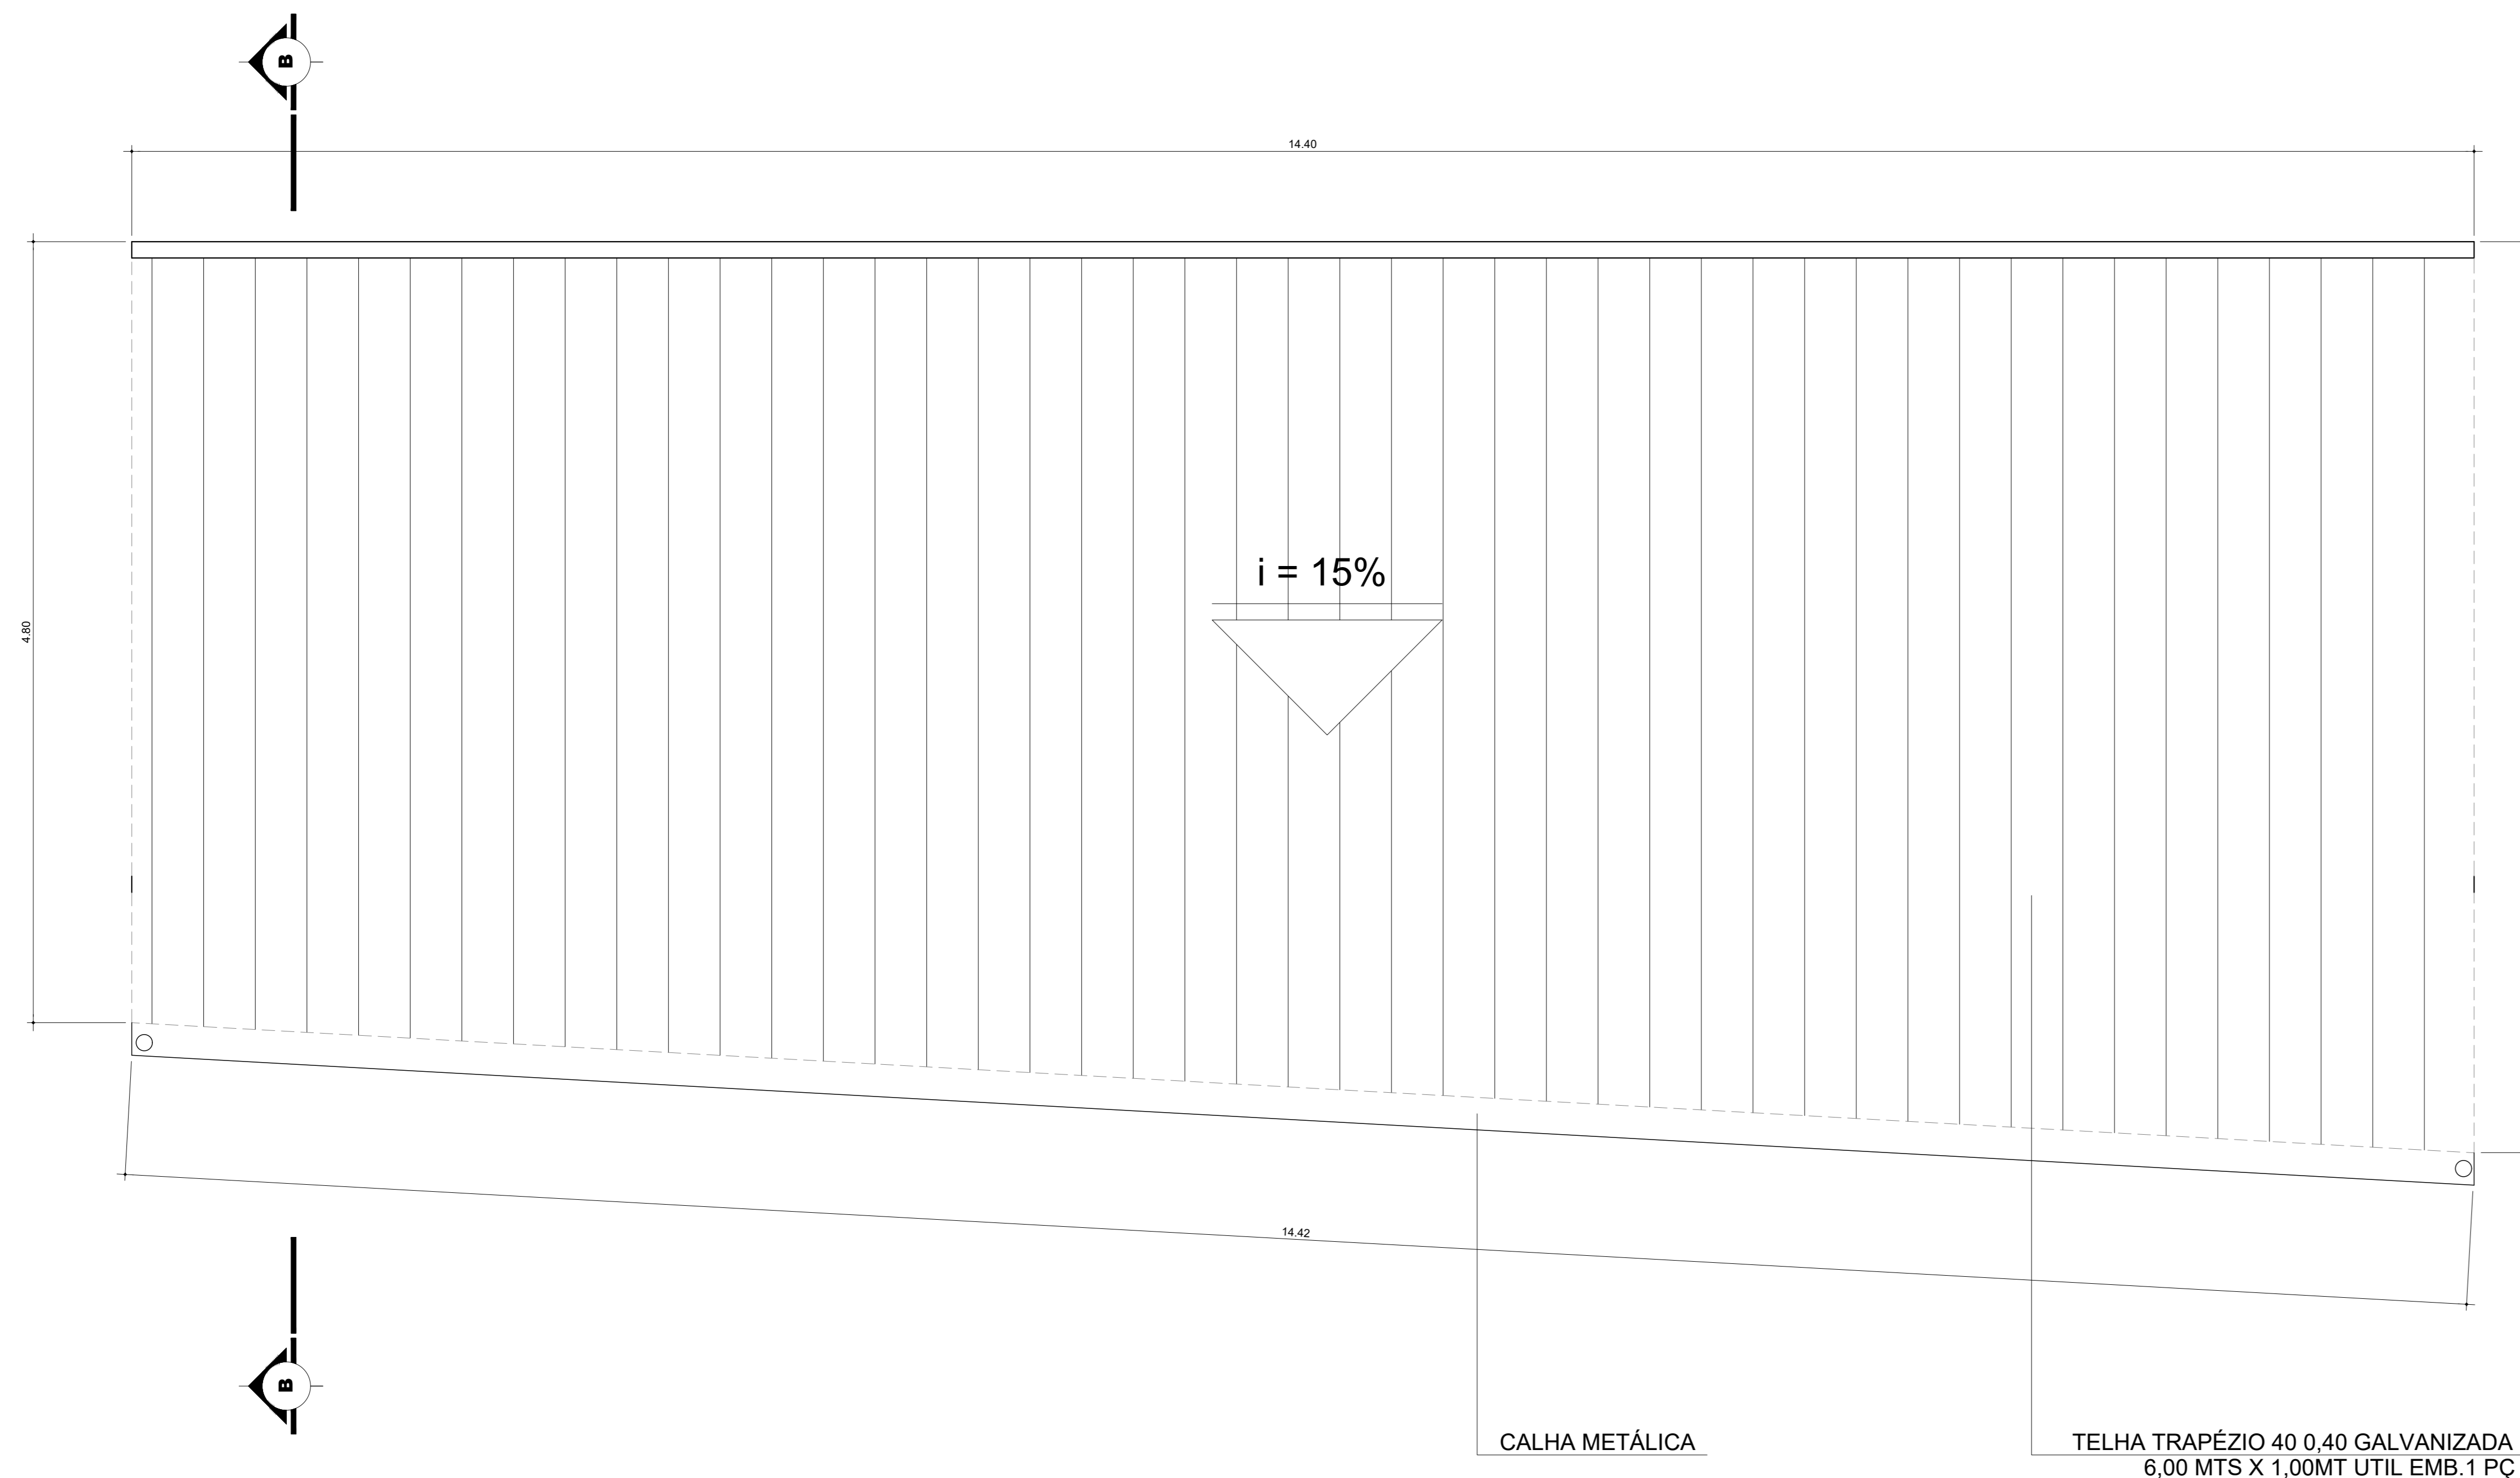 B
14.40
i = 15%
4.80
14.42
B
CALHA METÁLICA
TELHA TRAPÉZIO 40 0,40 GALVANIZADA
6,00 MTS X 1,00MT UTIL EMB.1 PÇ